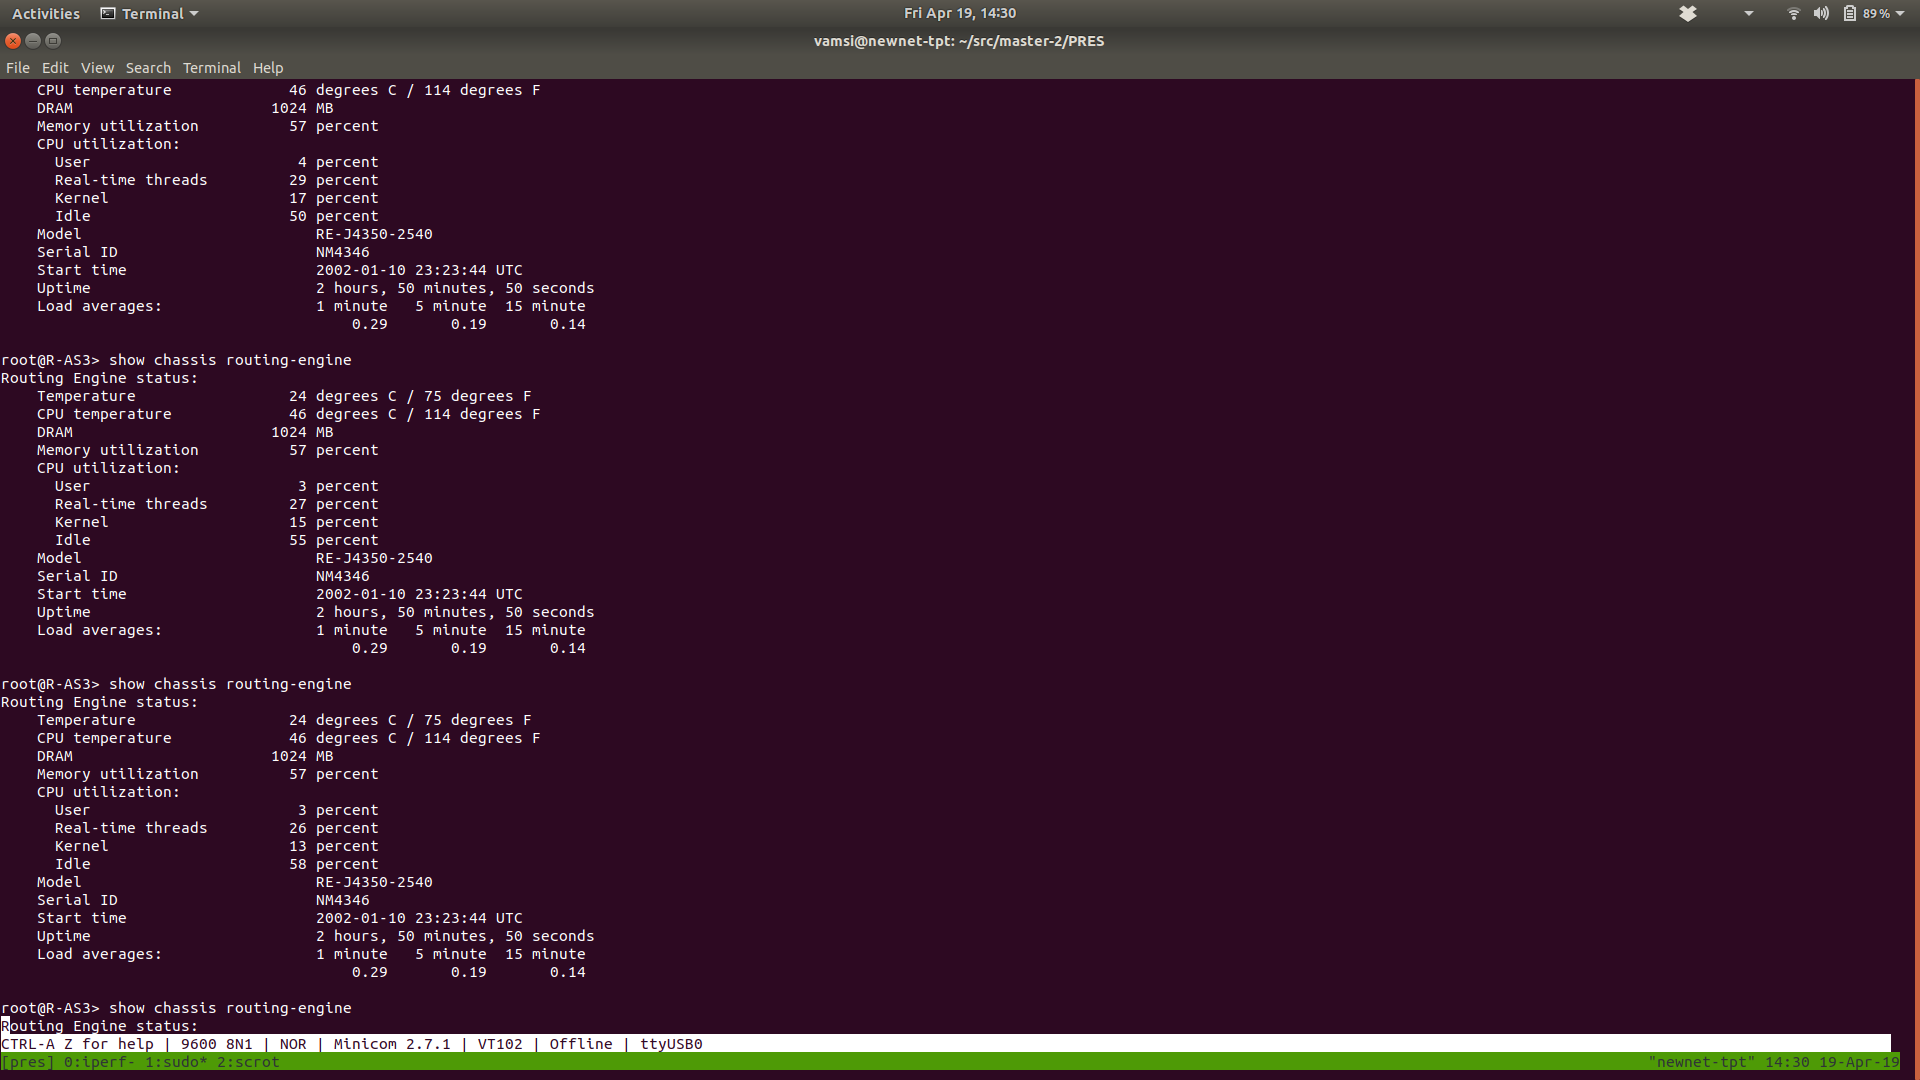 Activities Terminal Fri Apr 19, 14:30 89 %
vamsi@newnet-tpt: ~/src/master-2/PRES
File Edit View Search Terminal Help
    CPU temperature             46 degrees C / 114 degrees F
    DRAM                      1024 MB
    Memory utilization          57 percent
    CPU utilization:
      User                       4 percent
      Real-time threads         29 percent
      Kernel                    17 percent
      Idle                      50 percent
    Model                          RE-J4350-2540
    Serial ID                      NM4346
    Start time                     2002-01-10 23:23:44 UTC
    Uptime                         2 hours, 50 minutes, 50 seconds
    Load averages:                 1 minute   5 minute  15 minute
                                       0.29       0.19       0.14
root@R-AS3> show chassis routing-engine
Routing Engine status:
    Temperature                 24 degrees C / 75 degrees F
    CPU temperature             46 degrees C / 114 degrees F
    DRAM                      1024 MB
    Memory utilization          57 percent
    CPU utilization:
      User                       3 percent
      Real-time threads         27 percent
      Kernel                    15 percent
      Idle                      55 percent
    Model                          RE-J4350-2540
    Serial ID                      NM4346
    Start time                     2002-01-10 23:23:44 UTC
    Uptime                         2 hours, 50 minutes, 50 seconds
    Load averages:                 1 minute   5 minute  15 minute
                                       0.29       0.19       0.14
root@R-AS3> show chassis routing-engine
Routing Engine status:
    Temperature                 24 degrees C / 75 degrees F
    CPU temperature             46 degrees C / 114 degrees F
    DRAM                      1024 MB
    Memory utilization          57 percent
    CPU utilization:
      User                       3 percent
      Real-time threads         26 percent
      Kernel                    13 percent
      Idle                      58 percent
    Model                          RE-J4350-2540
    Serial ID                      NM4346
    Start time                     2002-01-10 23:23:44 UTC
    Uptime                         2 hours, 50 minutes, 50 seconds
    Load averages:                 1 minute   5 minute  15 minute
                                       0.29       0.19       0.14
root@R-AS3> show chassis routing-engine
Routing Engine status:
CTRL-A Z for help | 9600 8N1 | NOR | Minicom 2.7.1 | VT102 | Offline | ttyUSB0
[pres] 0:iperf- 1:sudo* 2:scrot "newnet-tpt" 14:30 19-Apr-19